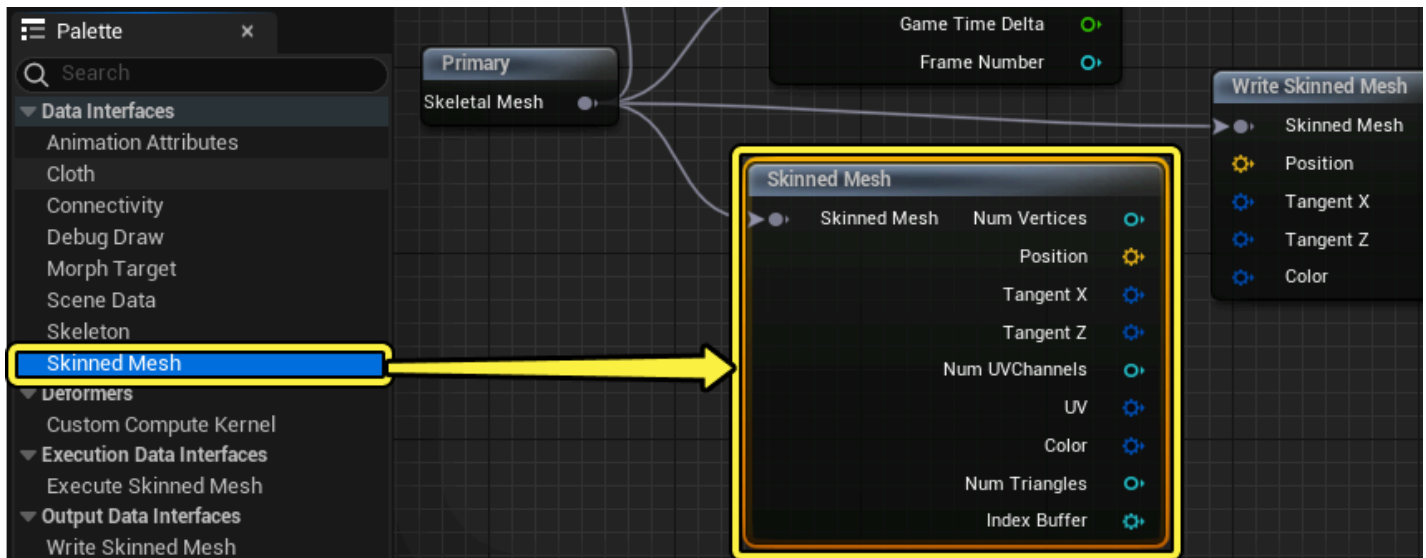 Palette
Search
Data Interfaces
Animation Attributes
Cloth
Connectivity
Debug Draw
Morph Target
Scene Data
Skeleton
Skinned Mesh
Deformers
Custom Compute Kernel
Execution Data Interfaces
Execute Skinned Mesh
Output Data Interfaces
Write Skinned Mesh
Primary
Skeletal Mesh
Game Time Delta
Frame Number
Skinned Mesh
Skinned Mesh Num Vertices
Position
Tangent X
Tangent Z
Num UVChannels
UV
Color
Num Triangles
Index Buffer
Write Skinned Mesh
Skinned Mesh
Position
Tangent X
Tangent Z
Color